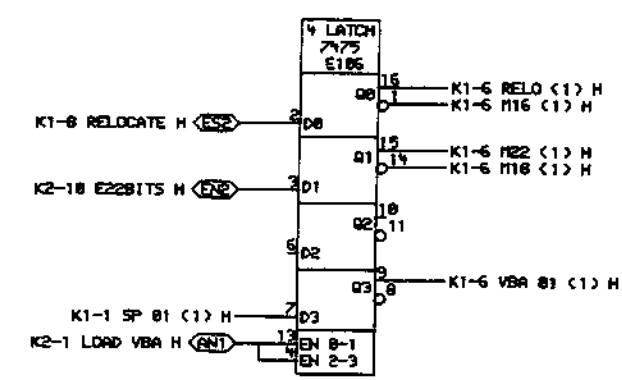 4 LATCH
7475
E106
16
Q0
K1-6 RELO (1) H
1
K1-6 M16 (1) H
K1-8 RELOCATE H
ES2
2
D0
15
Q1
K1-6 M22 (1) H
14
K1-6 M18 (1) H
K2-10 E22BITS H
EN2
3
D1
10
Q2
11
6
D2
9
Q3
K1-6 VBA 01 (1) H
8
K1-1 SP 01 (1) H
7
D3
K2-1 LOAD VBA H
AN1
13
EN 0-1
4
EN 2-3